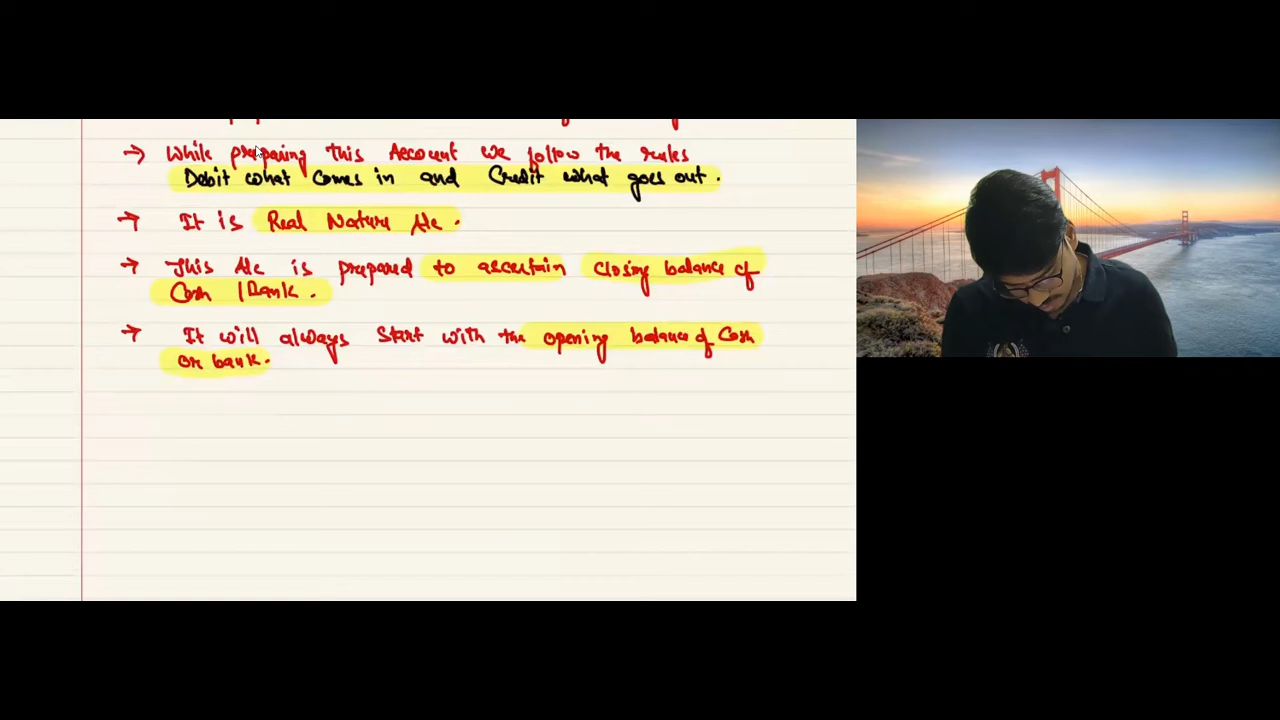 → While preparing this Account we follow the rules
Debit what comes in and Credit what goes out.
→ It is Real Nature A/c.
→ This A/c is prepared to ascertain closing balance of
Cash / Bank.
→ It will always start with the opening balance of Cash
or bank.